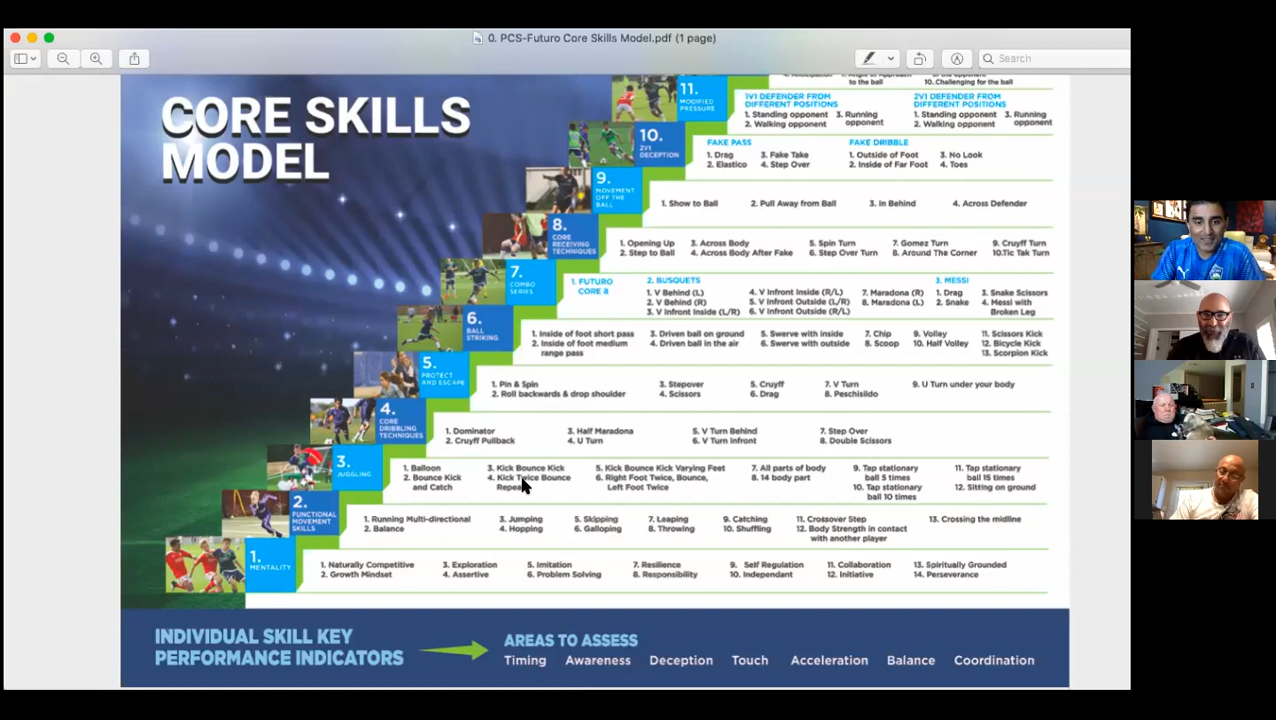 0. PCS-Futuro Core Skills Model.pdf (1 page)
Search
CORE SKILLS
MODEL
11.
MODIFIED
PRESSURE
to the ball
10. Challenging for the ball
1V1 DEFENDER FROM
DIFFERENT POSITIONS
1. Standing opponent
2. Walking opponent
3. Running
opponent
2V1 DEFENDER FROM
DIFFERENT POSITIONS
1. Standing opponent
2. Walking opponent
3. Running
opponent
10.
2V1
DECEPTION
FAKE PASS
1. Drag
2. Elastico
3. Fake Take
4. Step Over
FAKE DRIBBLE
1. Outside of Foot
2. Inside of Far Foot
3. No Look
4. Toes
9.
MOVEMENT
OFF THE
BALL
1. Show to Ball
2. Pull Away from Ball
3. In Behind
4. Across Defender
8.
CORE
RECEIVING
TECHNIQUES
1. Opening Up
2. Step to Ball
3. Across Body
4. Across Body After Fake
5. Spin Turn
6. Step Over Turn
7. Gomez Turn
8. Around The Corner
9. Cruyff Turn
10.Tic Tak Turn
7.
COMBO
SERIES
1. FUTURO
CORE 8
2. BUSQUETS
1. V Behind (L)
2. V Behind (R)
3. V Infront Inside (L/R)
4. V Infront Inside (R/L)
5. V Infront Outside (L/R)
6. V Infront Outside (R/L)
7. Maradona (R)
8. Maradona (L)
3. MESSI
1. Drag
2. Snake
3. Snake Scissors
4. Messi with
Broken Leg
6.
BALL
STRIKING
1. Inside of foot short pass
2. Inside of foot medium
range pass
3. Driven ball on ground
4. Driven ball in the air
5. Swerve with inside
6. Swerve with outside
7. Chip
8. Scoop
9. Volley
10. Half Volley
11. Scissors Kick
12. Bicycle Kick
13. Scorpion Kick
5.
PROTECT
AND ESCAPE
1. Pin & Spin
2. Roll backwards & drop shoulder
3. Stepover
4. Scissors
5. Cruyff
6. Drag
7. V Turn
8. Peschisildo
9. U Turn under your body
4.
CORE
DRIBBLING
TECHNIQUES
1. Dominator
2. Cruyff Pullback
3. Half Maradona
4. U Turn
5. V Turn Behind
6. V Turn Infront
7. Step Over
8. Double Scissors
3.
JUGGLING
1. Balloon
2. Bounce Kick
and Catch
3. Kick Bounce Kick
4. Kick Twice Bounce
Repeat
5. Kick Bounce Kick Varying Feet
6. Right Foot Twice, Bounce,
Left Foot Twice
7. All parts of body
8. 14 body part
9. Tap stationary
ball 5 times
10. Tap stationary
ball 10 times
11. Tap stationary
ball 15 times
12. Sitting on ground
2.
FUNCTIONAL
MOVEMENT
SKILLS
1. Running Multi-directional
2. Balance
3. Jumping
4. Hopping
5. Skipping
6. Galloping
7. Leaping
8. Throwing
9. Catching
10. Shuffling
11. Crossover Step
12. Body Strength in contact
with another player
13. Crossing the midline
1.
MENTALITY
1. Naturally Competitive
2. Growth Mindset
3. Exploration
4. Assertive
5. Imitation
6. Problem Solving
7. Resilience
8. Responsibility
9. Self Regulation
10. Independant
11. Collaboration
12. Initiative
13. Spiritually Grounded
14. Perseverance
INDIVIDUAL SKILL KEY
PERFORMANCE INDICATORS
AREAS TO ASSESS
Timing Awareness Deception Touch Acceleration Balance Coordination